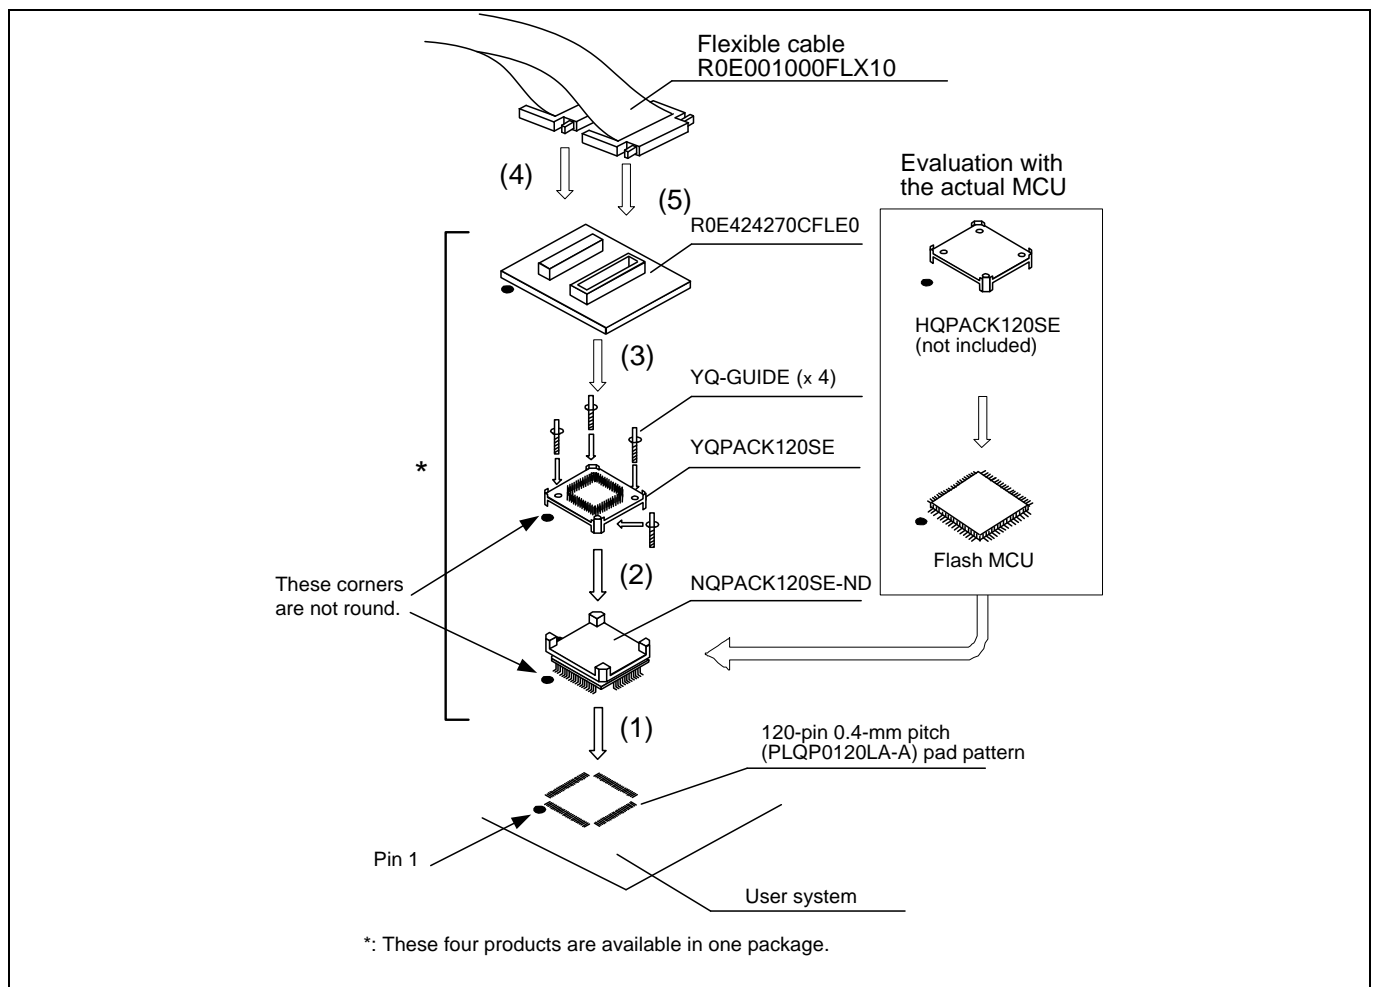 Flexible cable
R0E001000FLX10
Evaluation with
the actual MCU
(4)
(5)
R0E424270CFLE0
HQPACK120SE
(not included)
(3)
YQ-GUIDE (x 4)
*
YQPACK120SE
Flash MCU
These corners
are not round.
(2)
NQPACK120SE-ND
(1)
120-pin 0.4-mm pitch
(PLQP0120LA-A) pad pattern
Pin 1
User system
*: These four products are available in one package.